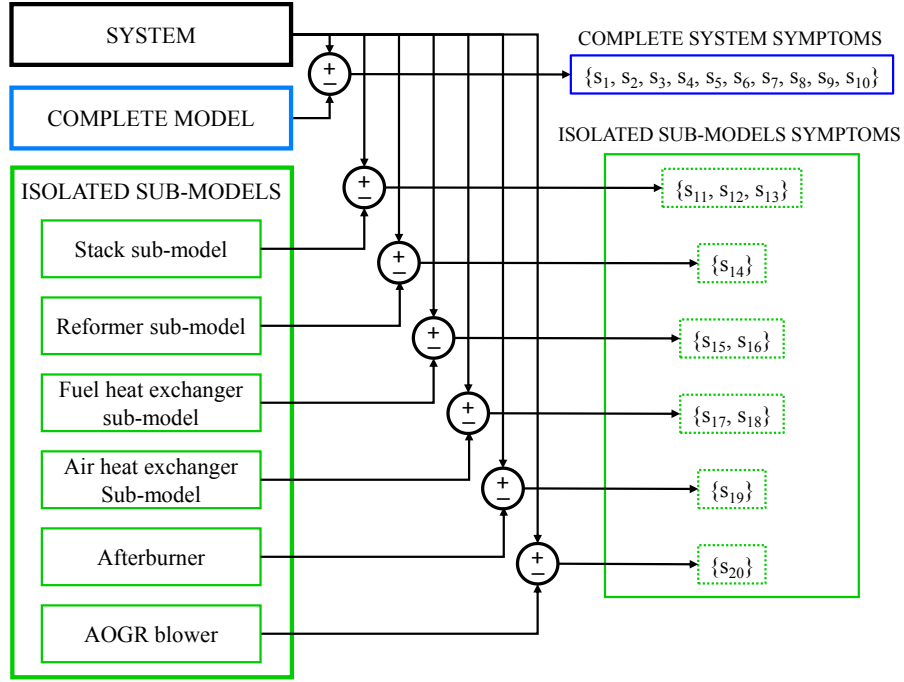 SYSTEM
COMPLETE SYSTEM SYMPTOMS
+
−
{s₁, s₂, s₃, s₄, s₅, s₆, s₇, s₈, s₉, s₁₀}
COMPLETE MODEL
ISOLATED SUB-MODELS SYMPTOMS
ISOLATED SUB-MODELS
+
−
{s₁₁, s₁₂, s₁₃}
Stack sub-model
+
−
{s₁₄}
Reformer sub-model
+
−
{s₁₅, s₁₆}
Fuel heat exchanger
sub-model
+
−
{s₁₇, s₁₈}
Air heat exchanger
Sub-model
+
−
{s₁₉}
Afterburner
+
−
{s₂₀}
AOGR blower